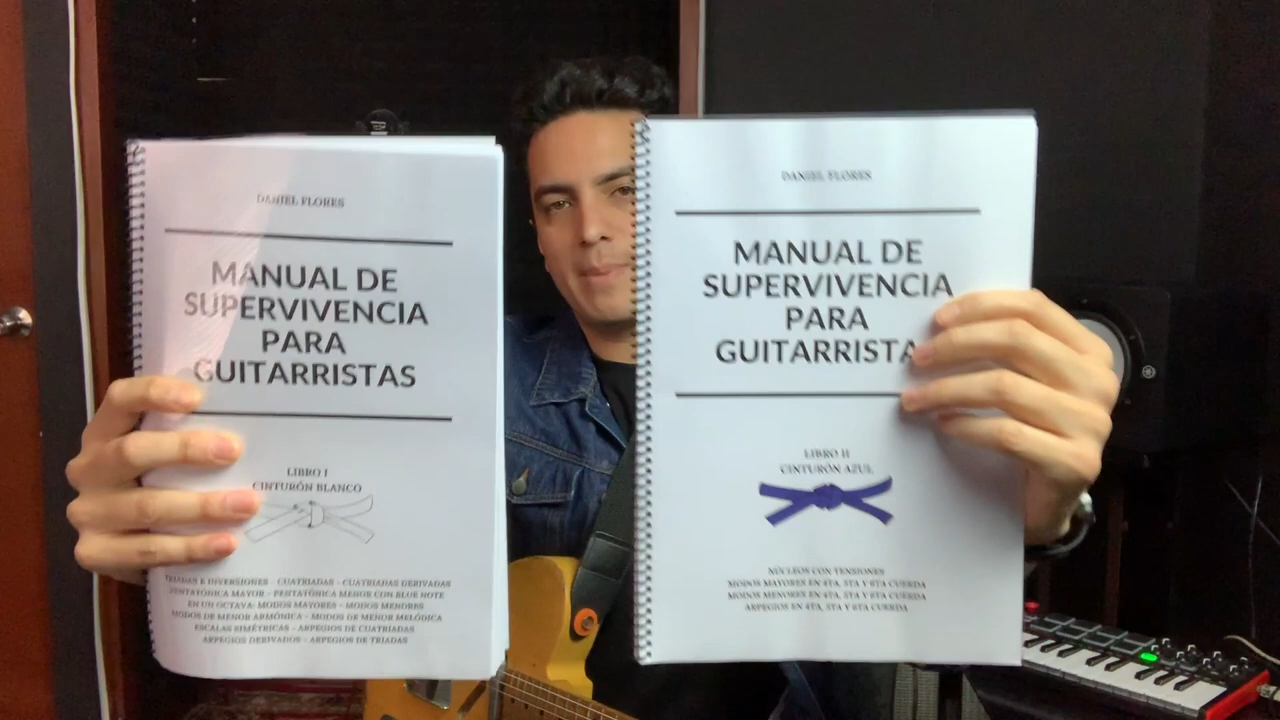 DANIEL FLORES
MANUAL DE
SUPERVIVENCIA
PARA
GUITARRISTAS
LIBRO I
CINTURÓN BLANCO
TRIADAS E INVERSIONES - CUATRIADAS - CUATRIADAS DERIVADAS
PENTATÓNICA MAYOR - PENTATÓNICA MENOR CON BLUE NOTE
EN UN OCTAVA: MODOS MAYORES - MODOS MENORES
MODOS DE MENOR ARMÓNICA - MODOS DE MENOR MELÓDICA
ESCALAS SIMÉTRICAS - ARPEGIOS DE CUATRIADAS
ARPEGIOS DERIVADOS - ARPEGIOS DE TRIADAS
DANIEL FLORES
MANUAL DE
SUPERVIVENCIA
PARA
GUITARRISTA
LIBRO II
CINTURÓN AZUL
NÚCLEOS CON TENSIONES
MODOS MAYORES EN 4TA, 5TA Y 6TA CUERDA
MODOS MENORES EN 4TA, 5TA Y 6TA CUERDA
ARPEGIOS EN 4TA, 5TA Y 6TA CUERDA